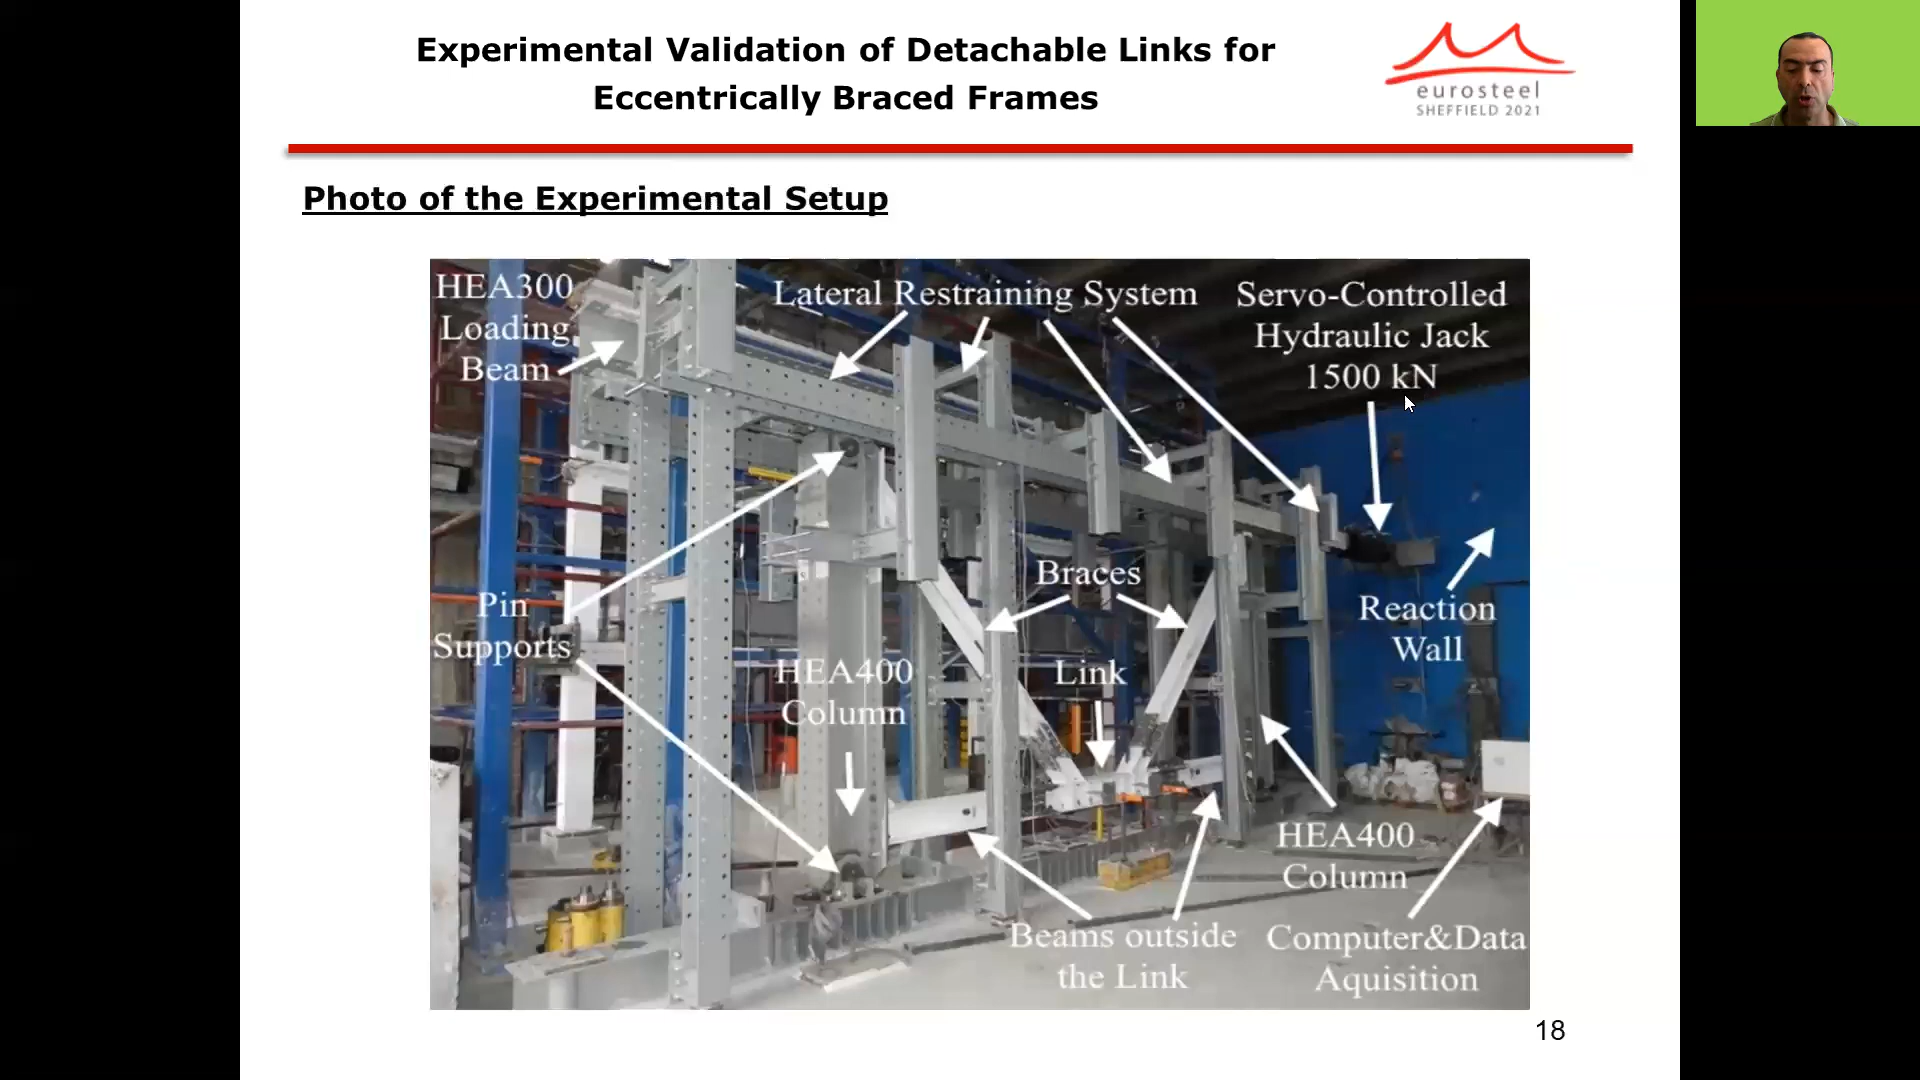 Experimental Validation of Detachable Links for
Eccentrically Braced Frames
eurosteel
SHEFFIELD 2021
Photo of the Experimental Setup
HEA300
Loading
Beam
Lateral Restraining System
Servo-Controlled
Hydraulic Jack
1500 kN
Pin
Supports
HEA400
Column
Braces
Link
Reaction
Wall
HEA400
Column
Beams outside
the Link
Computer&Data
Aquisition
18